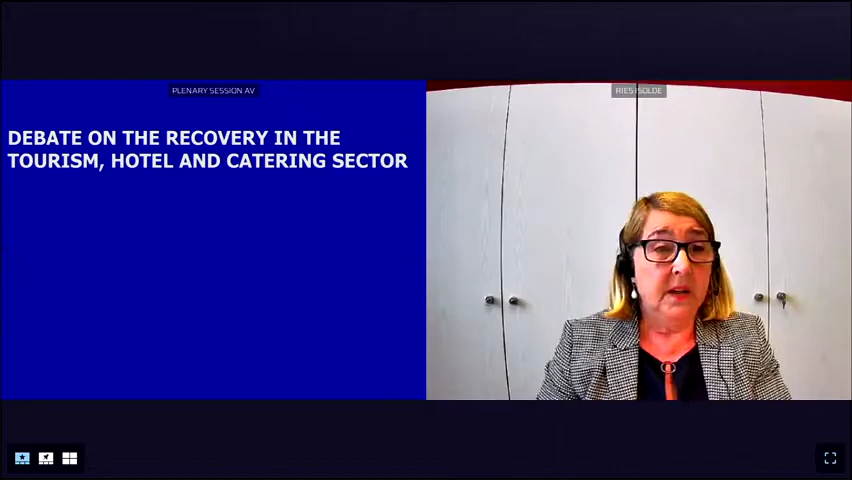 PLENARY SESSION AV
RIES ISOLDE
DEBATE ON THE RECOVERY IN THE
TOURISM, HOTEL AND CATERING SECTOR